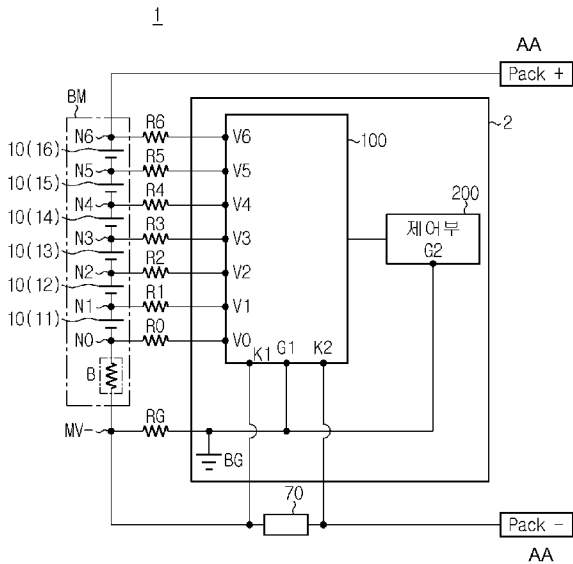 1
AA
Pack +
BM
2
N6 R6 V6
100
10(16)
N5 R5 V5
10(15)
N4 R4 V4
200
10(14)
제어부
G2
N3 R3 V3
10(13)
N2 R2 V2
10(12)
N1 R1 V1
10(11)
N0 R0 V0
K1 G1 K2
B
MV- RG
BG
70
Pack -
AA